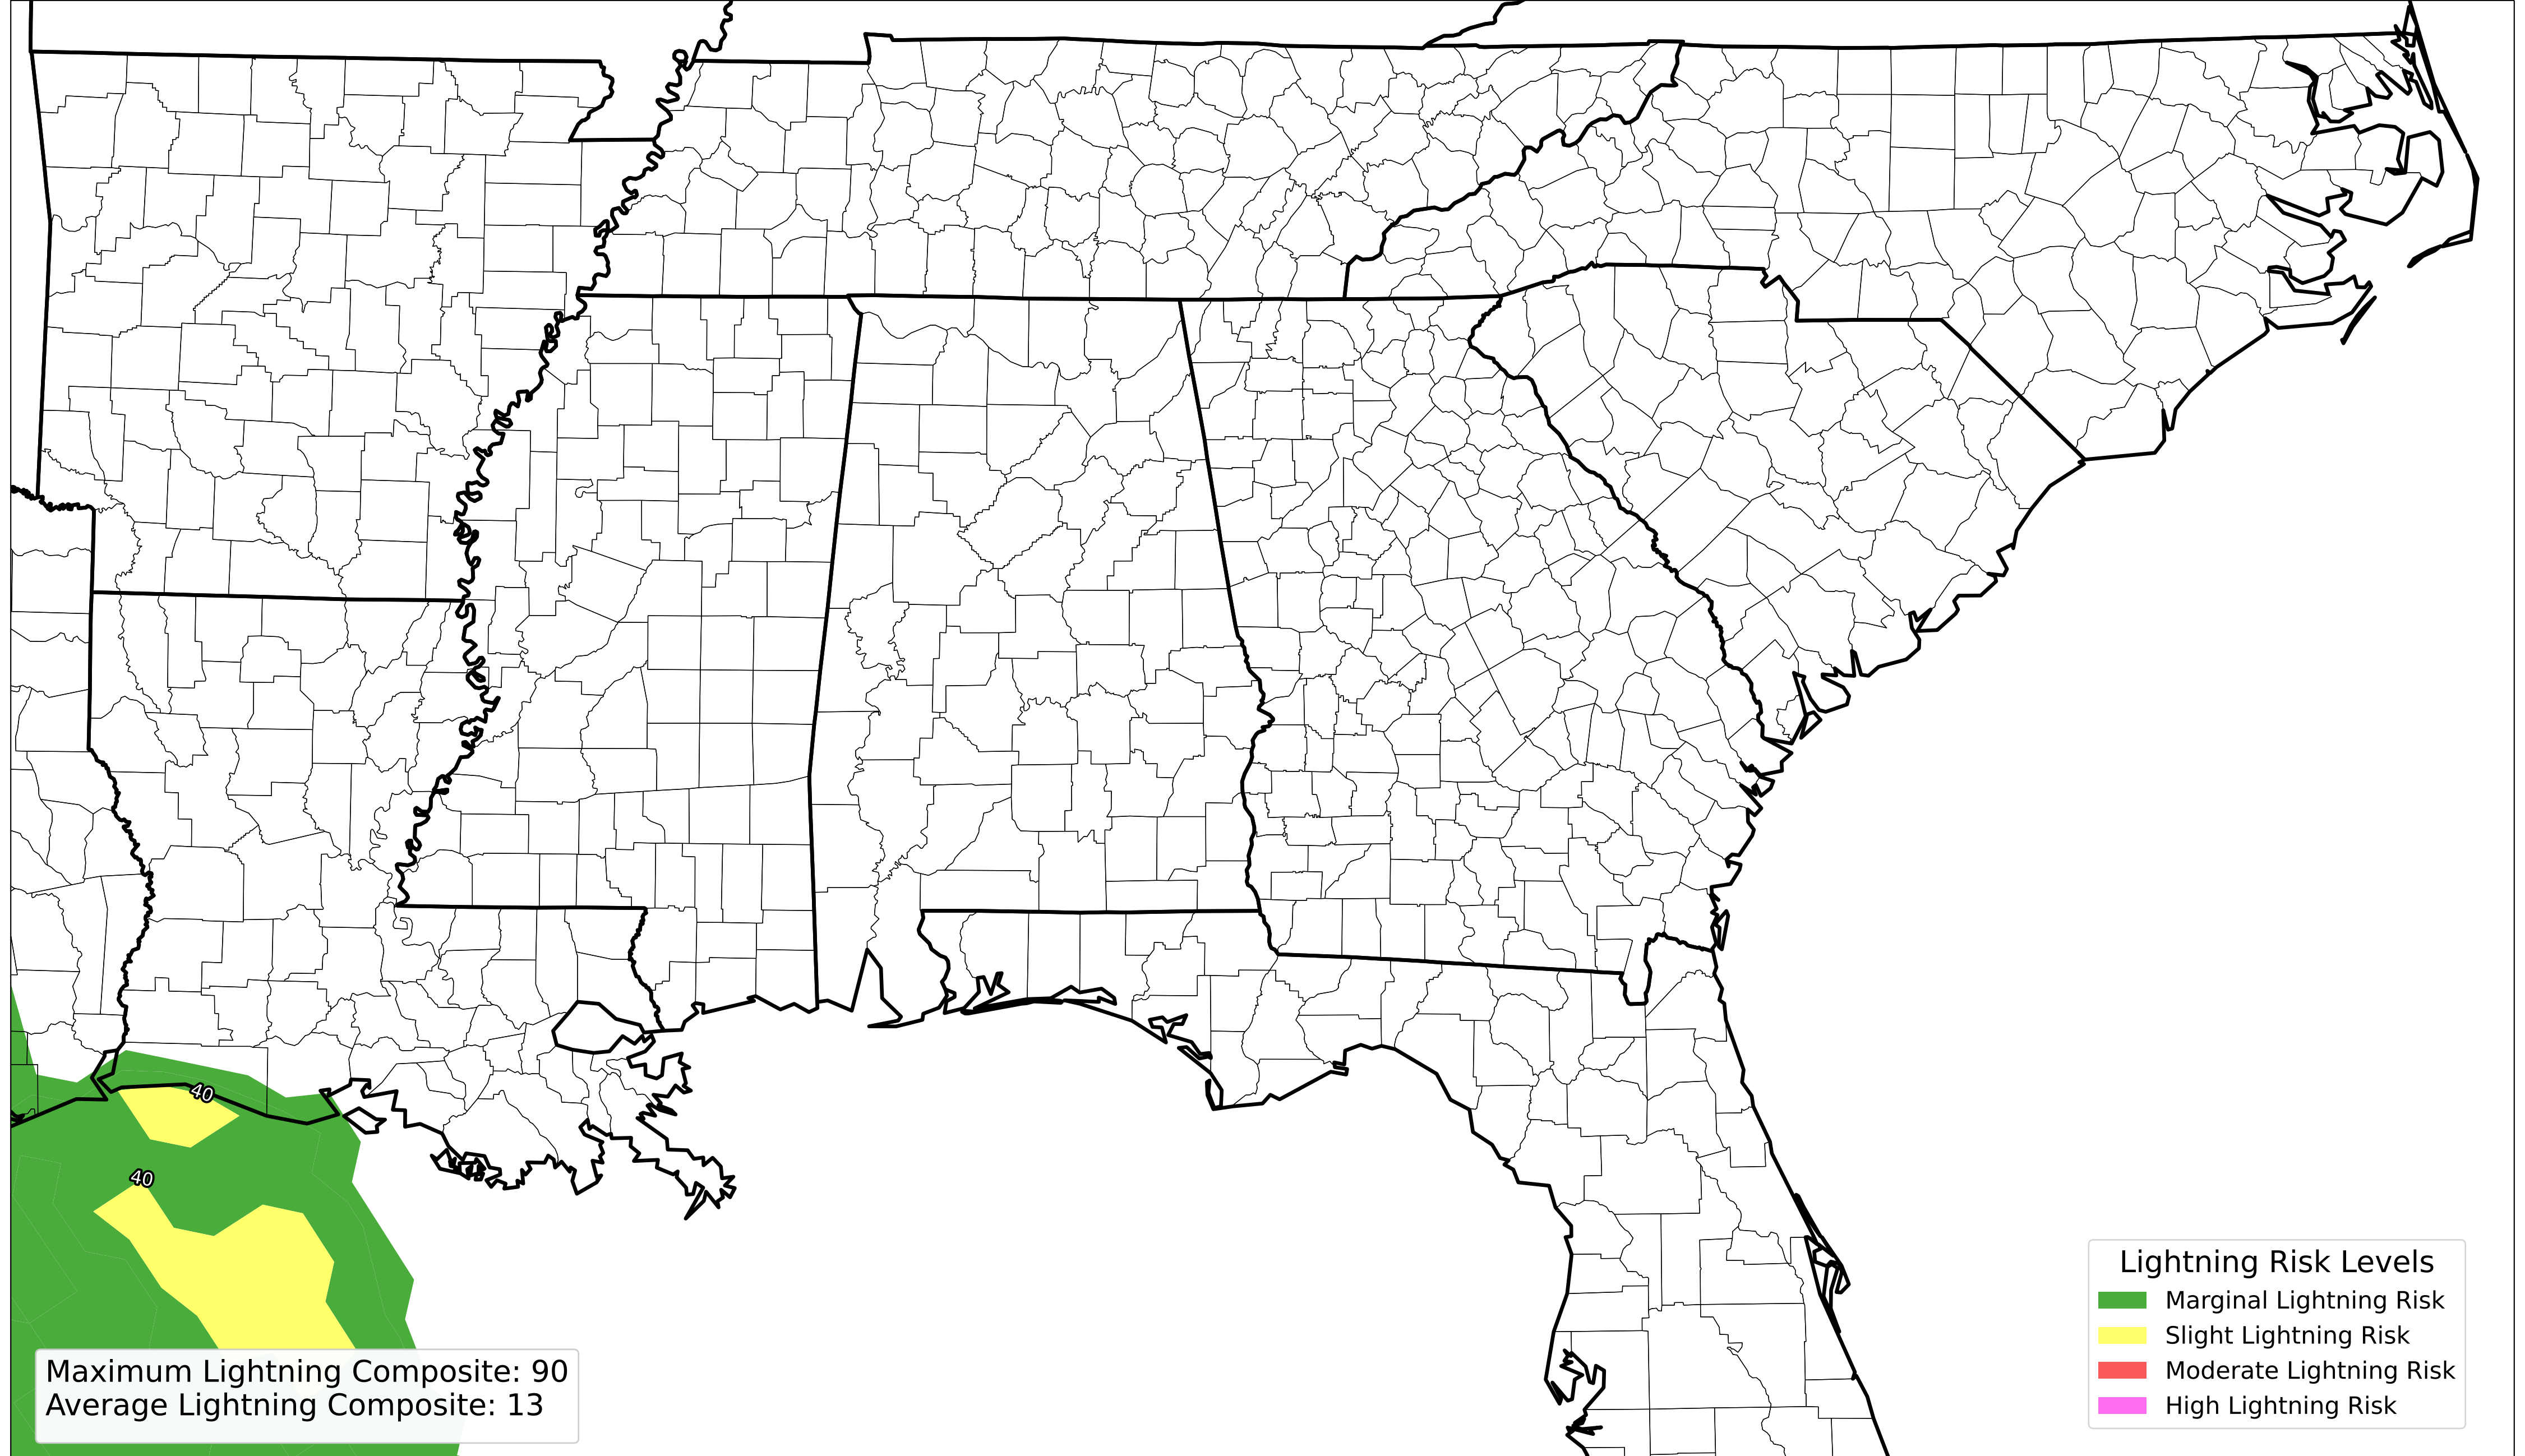 40
40
Lightning Risk Levels
Marginal Lightning Risk
Slight Lightning Risk
Moderate Lightning Risk
High Lightning Risk
Maximum Lightning Composite: 90
Average Lightning Composite: 13